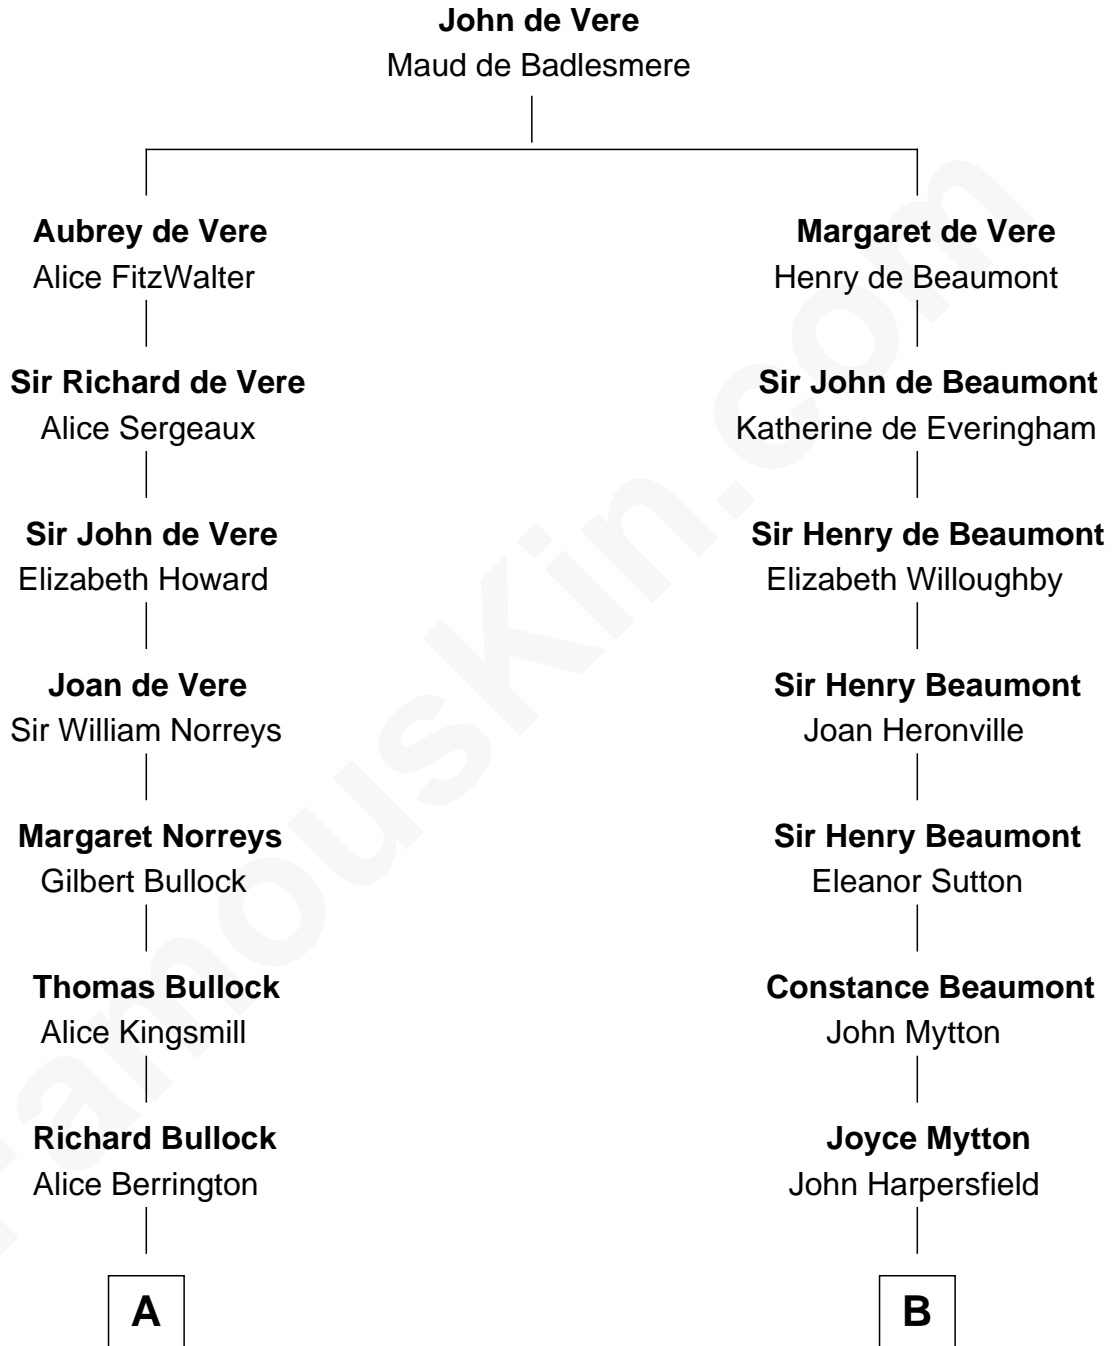 John de Vere
Maud de Badlesmere
Aubrey de Vere
Alice FitzWalter
Margaret de Vere
Henry de Beaumont
Sir Richard de Vere
Alice Sergeaux
Sir John de Beaumont
Katherine de Everingham
Sir John de Vere
Elizabeth Howard
Sir Henry de Beaumont
Elizabeth Willoughby
Joan de Vere
Sir William Norreys
Sir Henry Beaumont
Joan Heronville
Margaret Norreys
Gilbert Bullock
Sir Henry Beaumont
Eleanor Sutton
Thomas Bullock
Alice Kingsmill
Constance Beaumont
John Mytton
Richard Bullock
Alice Berrington
Joyce Mytton
John Harpersfield
A
B
FamousKin.com